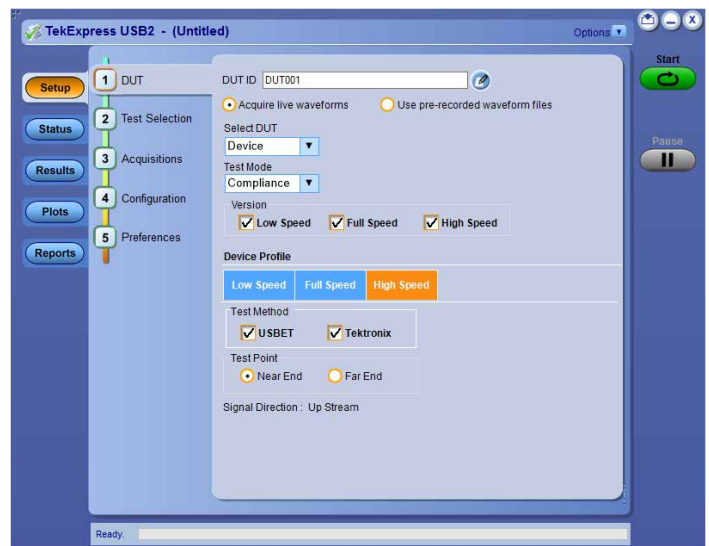 TekExpress USB2 - (Untitled)
Options
Start
Setup
Status
Results
Plots
Reports
1 DUT
2 Test Selection
3 Acquisitions
4 Configuration
5 Preferences
DUT ID DUT001
Acquire live waveforms Use pre-recorded waveform files
Select DUT
Device
Test Mode
Compliance
Version
Low Speed Full Speed High Speed
Device Profile
Low Speed Full Speed High Speed
Test Method
USBET Tektronix
Test Point
Near End Far End
Signal Direction : Up Stream
Pause
Ready.